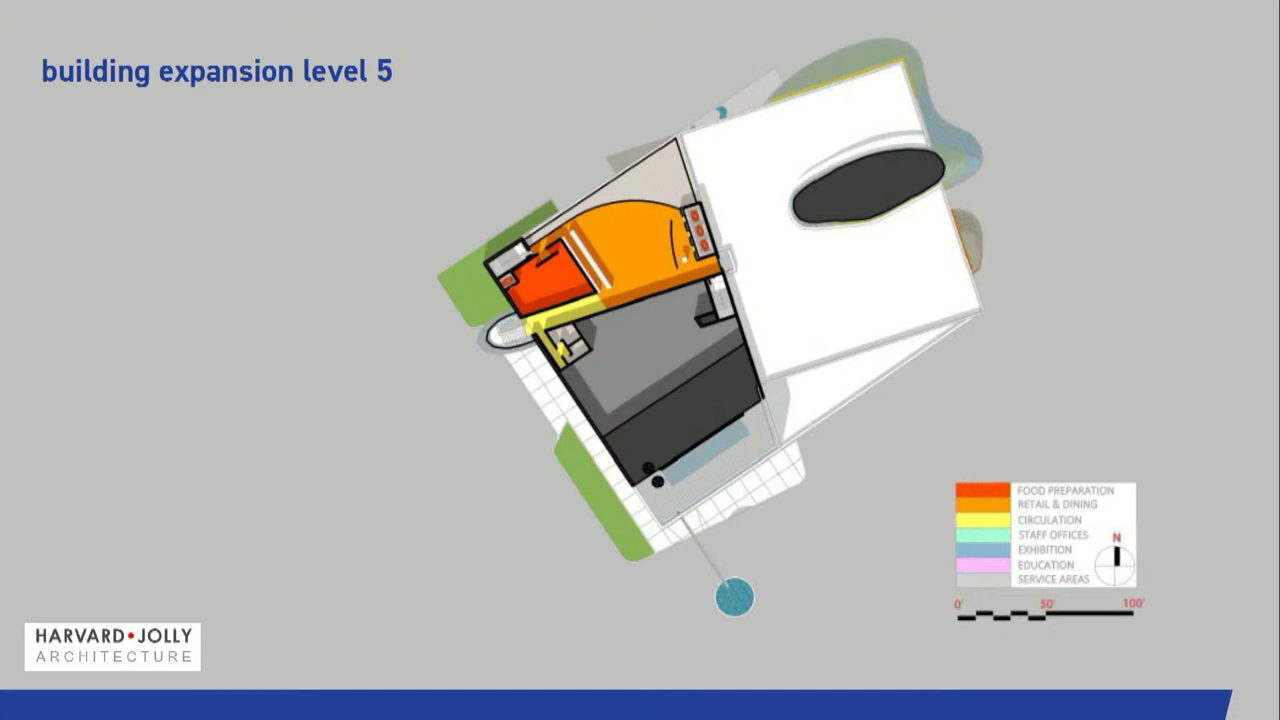 building expansion level 5
FOOD PREPARATION
RETAIL & DINING
CIRCULATION
STAFF OFFICES
EXHIBITION
EDUCATION
SERVICE AREAS
N
0' 50' 100'
HARVARD•JOLLY
ARCHITECTURE